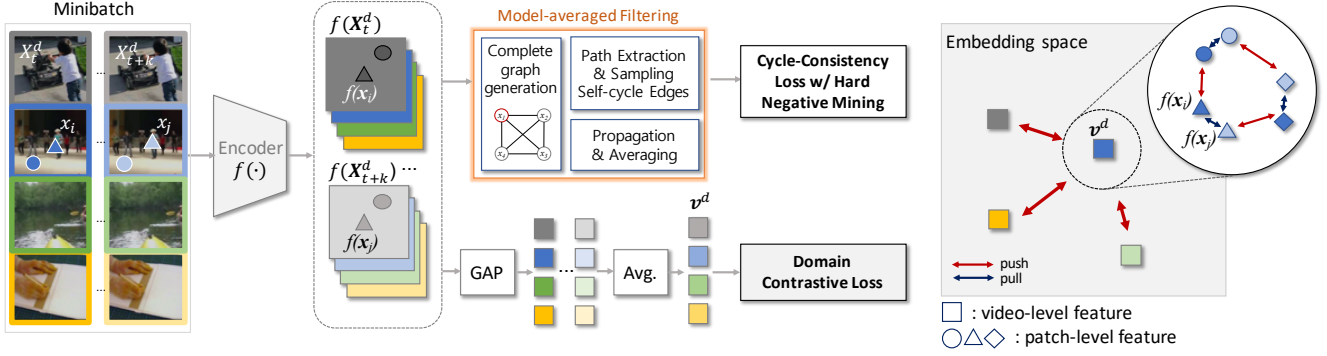 Minibatch
X_t^d
X_{t+k}^d
...
x_i
x_j
...
...
...
Encoder
f(·)
f(X_t^d)
f(x_i)
f(X_{t+k}^d) ...
f(x_j)
Model-averaged Filtering
Complete
graph
generation
x_1
x_2
x_4
x_3
Path Extraction
& Sampling
Self-cycle Edges
Propagation
& Averaging
Cycle-Consistency
Loss w/ Hard
Negative Mining
GAP
...
Avg.
v^d
Domain
Contrastive Loss
Embedding space
v^d
f(x_i)
f(x_j)
push
pull
: video-level feature
: patch-level feature